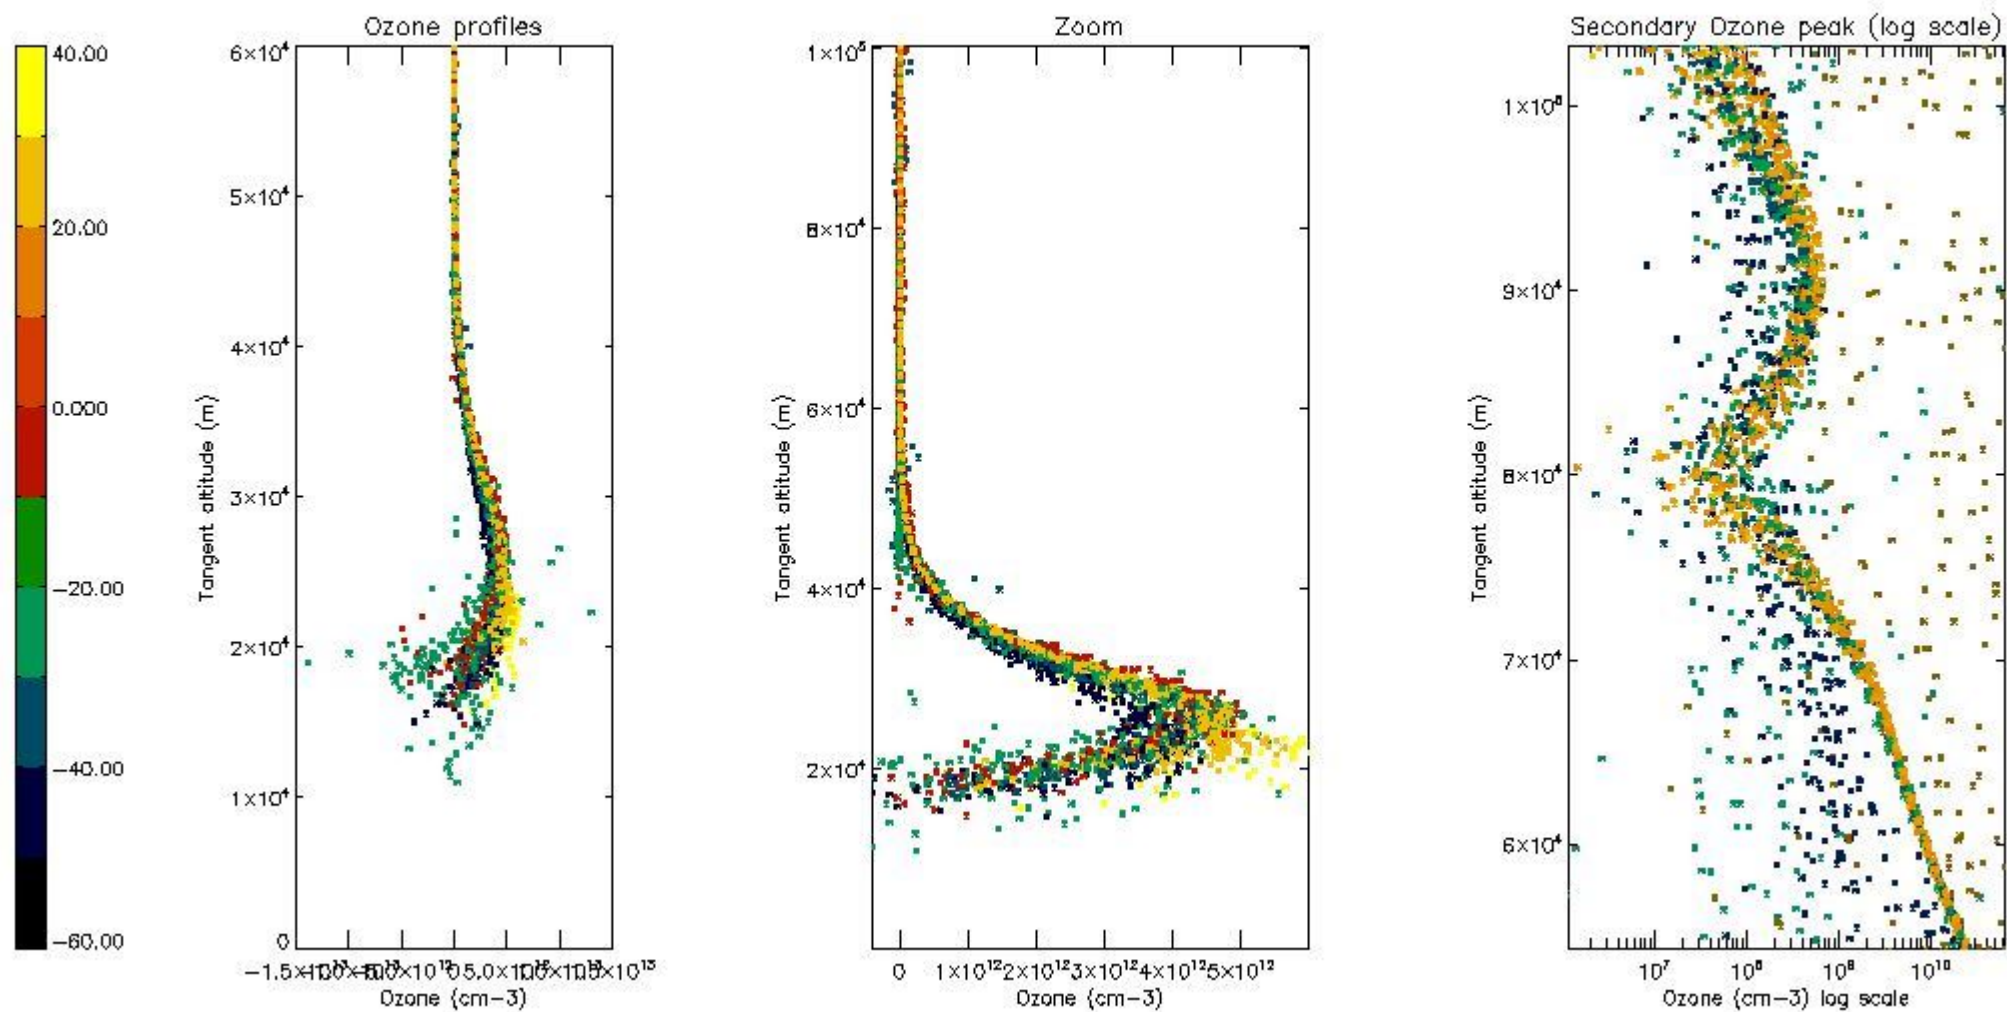 Ozone profiles
Zoom
Secondary Ozone peak (log scale)
40.00
20.00
0.000
−20.00
−40.00
−60.00
6×10⁴
5×10⁴
4×10⁴
3×10⁴
2×10⁴
1×10⁴
0
Tangent altitude (m)
Ozone (cm−3)
1×10⁵
8×10⁴
6×10⁴
4×10⁴
2×10⁴
Tangent altitude (m)
0 1×10¹² 2×10¹² 3×10¹² 4×10¹² 5×10¹²
Ozone (cm−3)
9×10⁴
8×10⁴
7×10⁴
6×10⁴
Tangent altitude (m)
10⁷ 10⁸ 10⁹ 10¹⁰
Ozone (cm−3) log scale